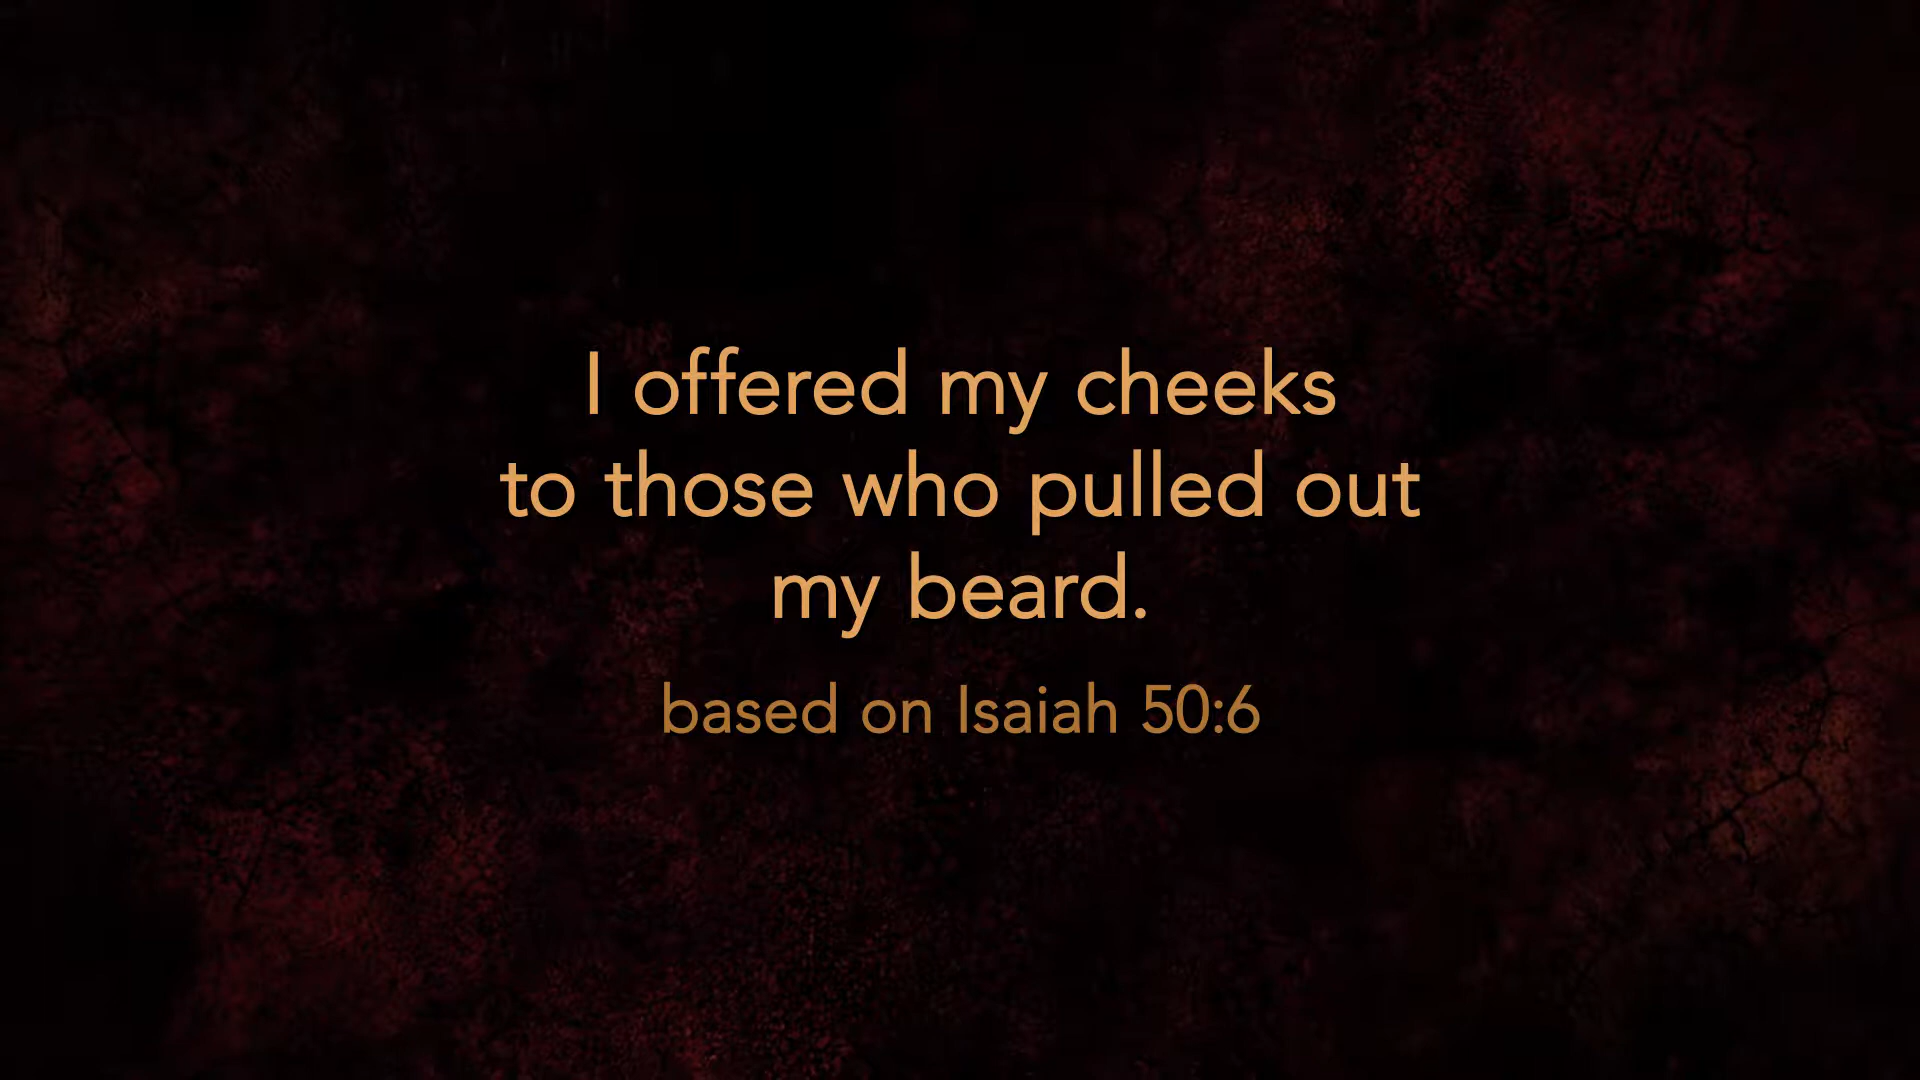 I offered my cheeks
to those who pulled out
my beard.
based on Isaiah 50:6